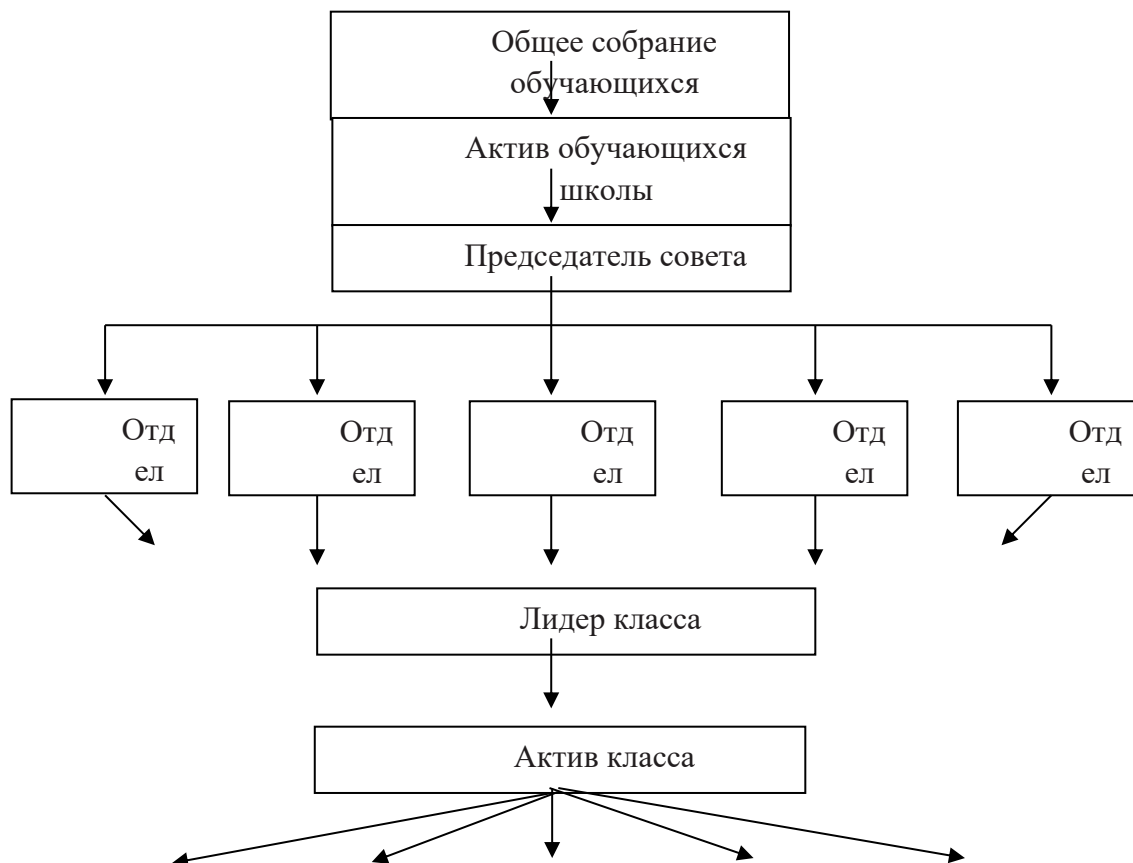 Общее собрание
обучающихся
Актив обучающихся
школы
Председатель совета
Отд
ел
Отд
ел
Отд
ел
Отд
ел
Отд
ел
Лидер класса
Актив класса